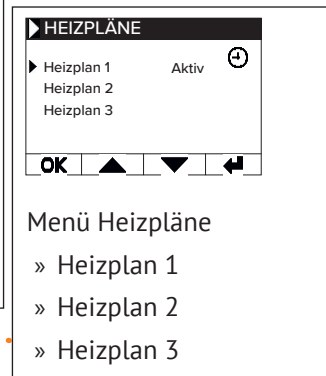 HEIZPLÄNE
Heizplan 1 Aktiv
Heizplan 2
Heizplan 3
OK
Menü Heizpläne
» Heizplan 1
» Heizplan 2
» Heizplan 3